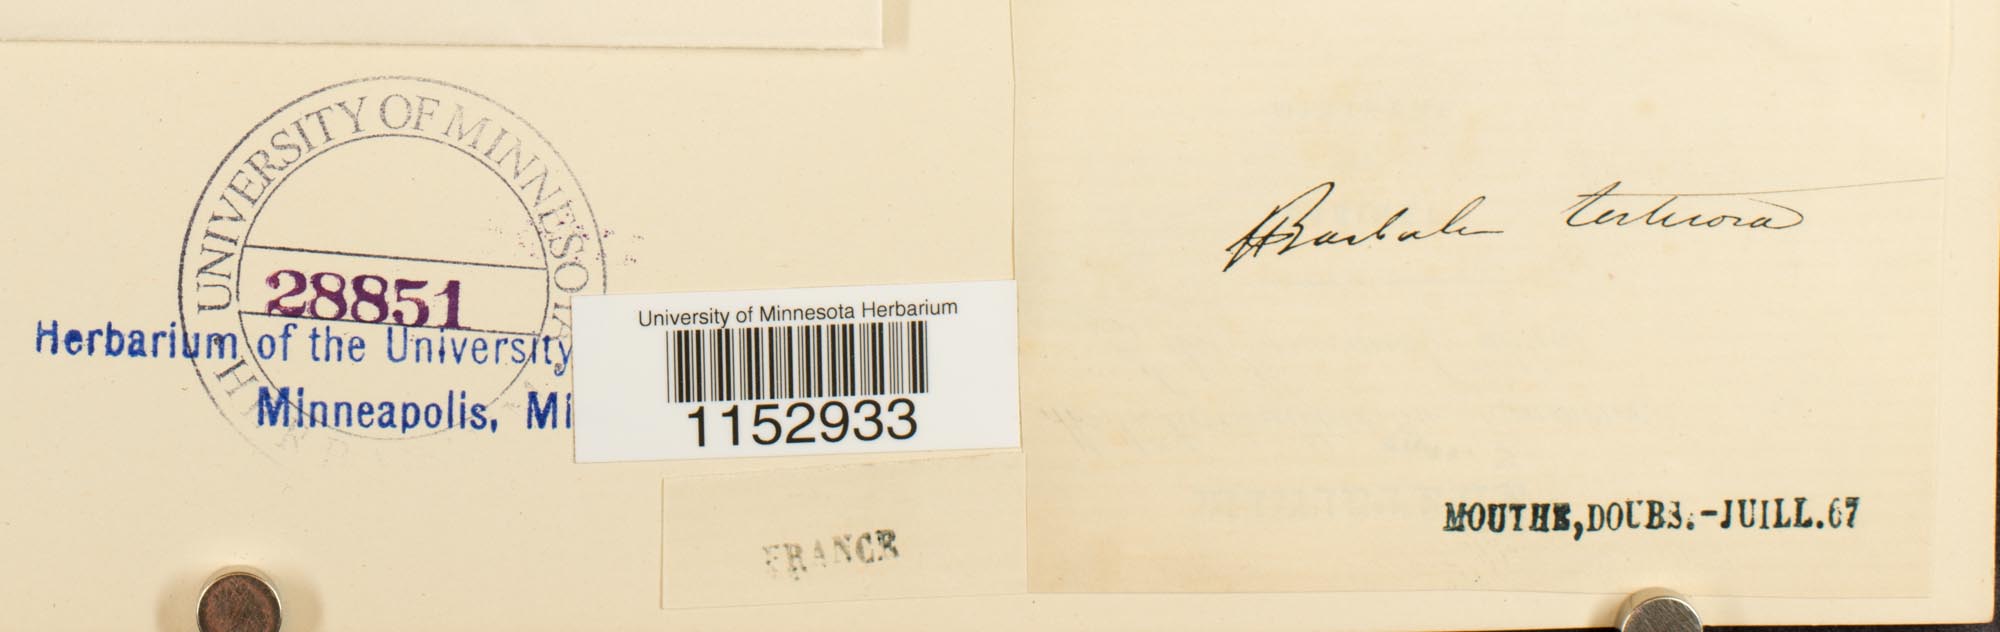 UNIVERSITY OF MINNESOTA
28851
Herbarium of the University
Minneapolis, Mi
University of Minnesota Herbarium
1152933
FRANCE
Barbula tortuosa
MOUTHE, DOUBS.-JUILL.67